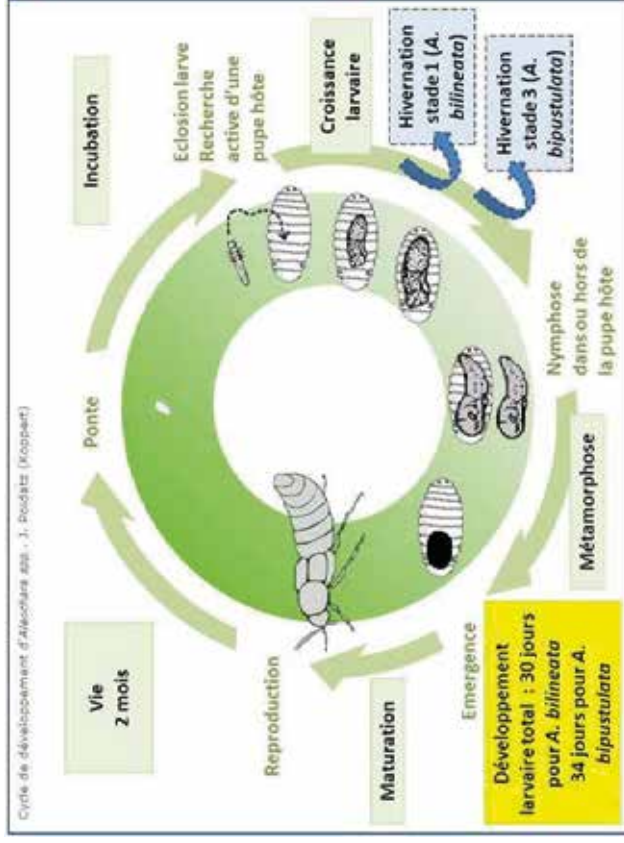 Cycle de développement d'Aleochara spp. J. Poidatz (Koppert)
Vie
2 mois
Ponte
Incubation
Eclosion larve
Recherche
active d'une
pupe hôte
Croissance
larvaire
Hivernation
stade 1 (A.
bilineata)
Hivernation
stade 3 (A.
bipustulata)
Nymphose
dans ou hors de
la pupe hôte
Métamorphose
Emergence
Développement
larvaire total : 30 jours
pour A. bilineata
34 jours pour A.
bipustulata
Maturation
Reproduction